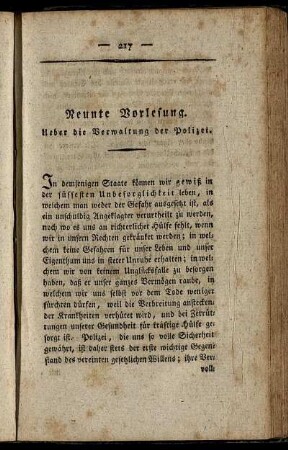 — 217 —
Neunte Vorlesung.
Ueber die Verwaltung der Polizei.
In demjenigen Staate können wir gewiß in
der süssesten Unbesorglichkeit leben, in
welchem man weder der Gefahr ausgesetzt ist, als
ein unschuldig Angeklagter verurtheilt zu werden,
noch wo es uns an richterlicher Hülfe fehlt, wenn
wir in unsern Rechten gekränket werden; in wel-
chem keine Gefahren für unser Leben und unser
Eigenthum uns in steter Unruhe erhalten; in wel-
chem wir von keinem Unglücksfalle zu besorgen
haben, daß er unser ganzes Vermögen raube, in
welchem wir uns selbst vor dem Tode weniger
fürchten dürfen, weil die Verbreitung anstecken-
der Krankheiten verhütet wird, und bei Zerrüt-
tungen unserer Gesundheit für kräftige Hülfe ge-
sorgt ist. Polizei, die uns so volle Sicherheit
gewährt, ist daher stets der erste wichtige Gegen-
stand des vereinten gesetzlichen Willens; ihre Ver-
voll-